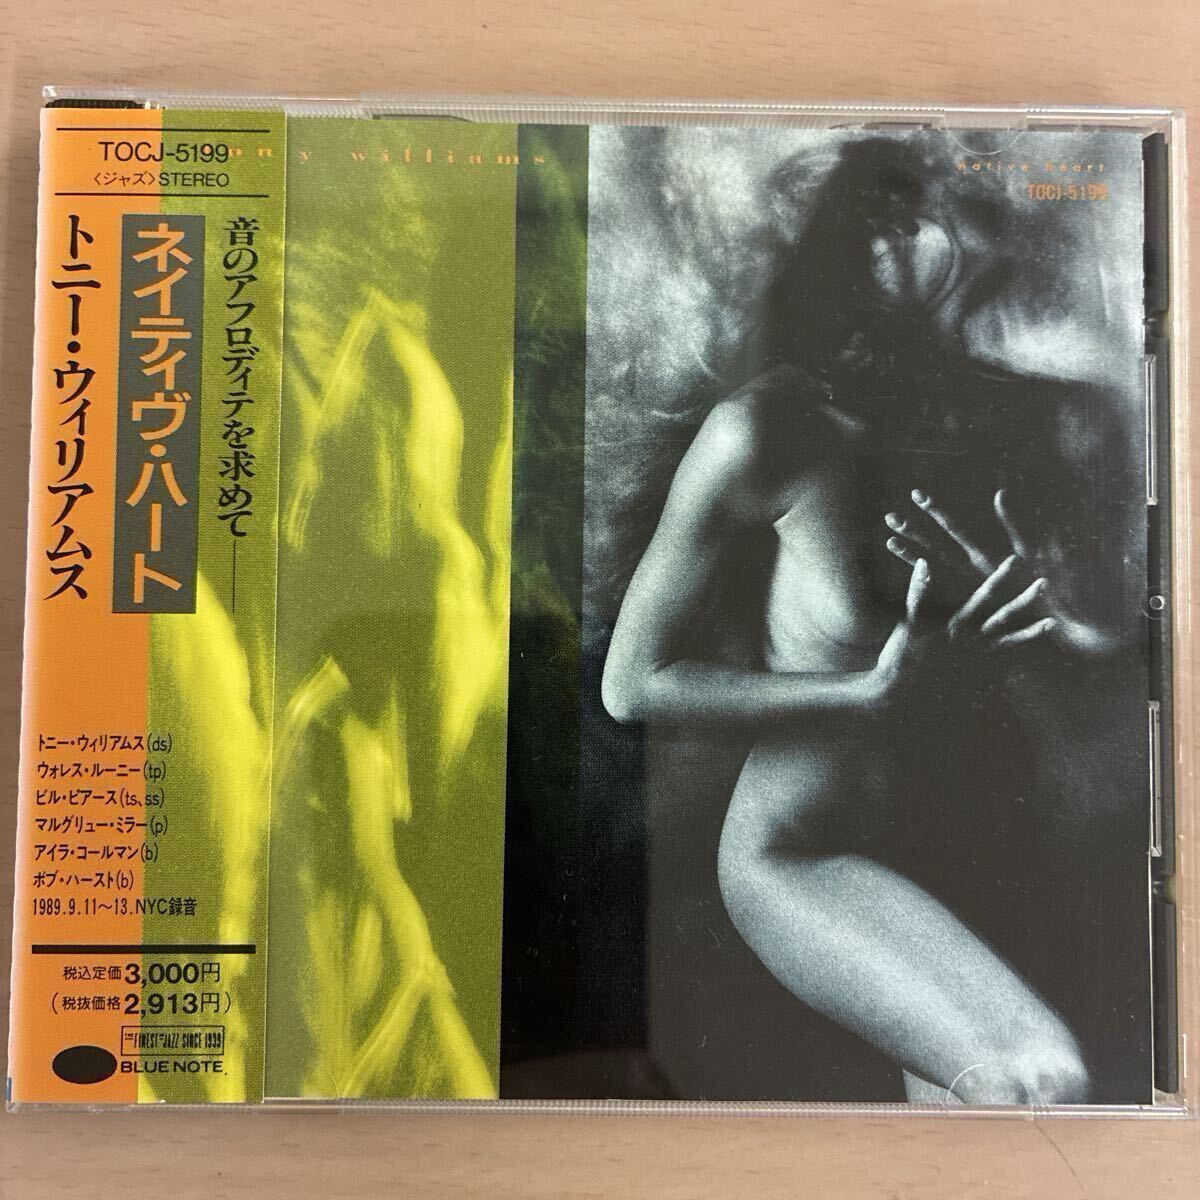 TOCJ-5199
〈ジャズ〉STEREO
トニー・ウィリアムス
ネイティヴ・ハート
音のアフロディテを求めて——
トニー・ウィリアムス(ds)
ウォレス・ルーニー(tp)
ビル・ピアース(ts、ss)
マルグリュー・ミラー(p)
アイラ・コールマン(b)
ボブ・ハースト(b)
1989.9.11〜13.NYC録音
税込定価3,000円
(税抜価格2,913円)
THE FINEST IN JAZZ SINCE 1939
BLUE NOTE
ony williams
native heart
TOCJ-5199